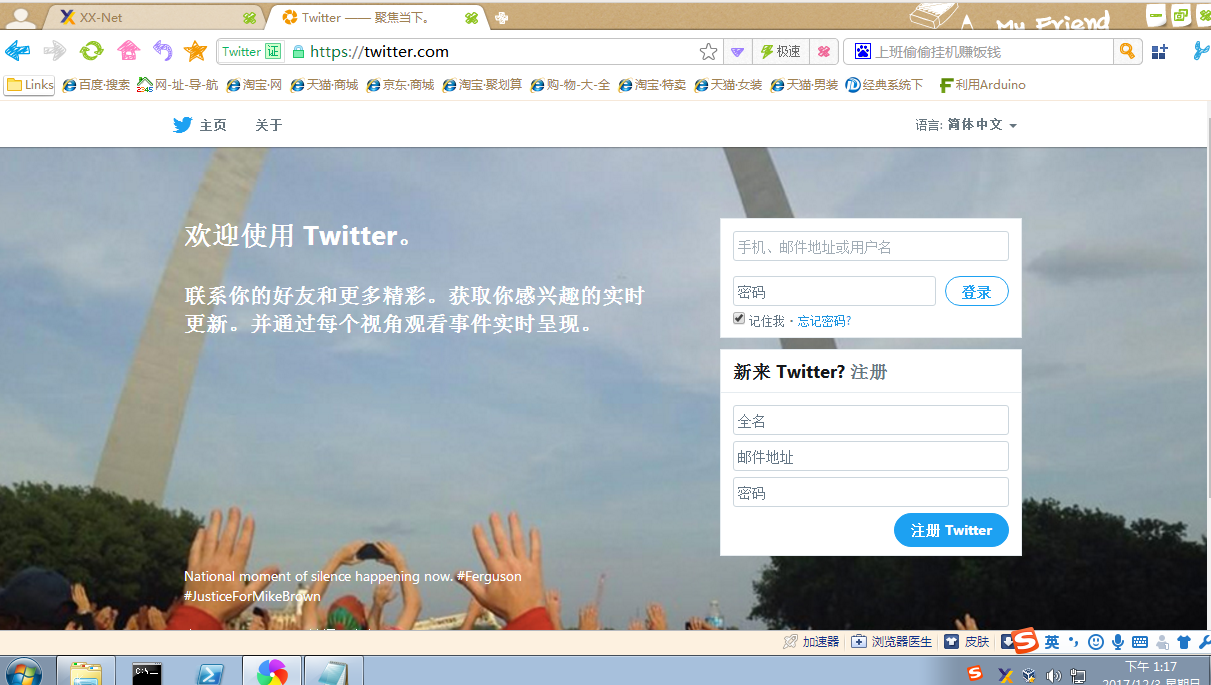 XX-Net
Twitter —— 聚焦当下。
My Friend
Twitter 证
https://twitter.com
极速
上班偷偷挂机赚饭钱
Links
百度·搜索
网-址-导-航
淘宝·网
天猫·商城
京东·商城
淘宝·聚划算
购-物-大-全
淘宝·特卖
天猫·女装
天猫·男装
经典系统下
利用Arduino
主页
关于
语言: 简体中文
欢迎使用 Twitter。
联系你的好友和更多精彩。获取你感兴趣的实时
更新。并通过每个视角观看事件实时呈现。
手机、邮件地址或用户名
密码
登录
记住我 · 忘记密码?
新来 Twitter? 注册
全名
邮件地址
密码
注册 Twitter
National moment of silence happening now. #Ferguson
#JusticeForMikeBrown
加速器
浏览器医生
皮肤
英
下午 1:17
2017/12/3 星期日